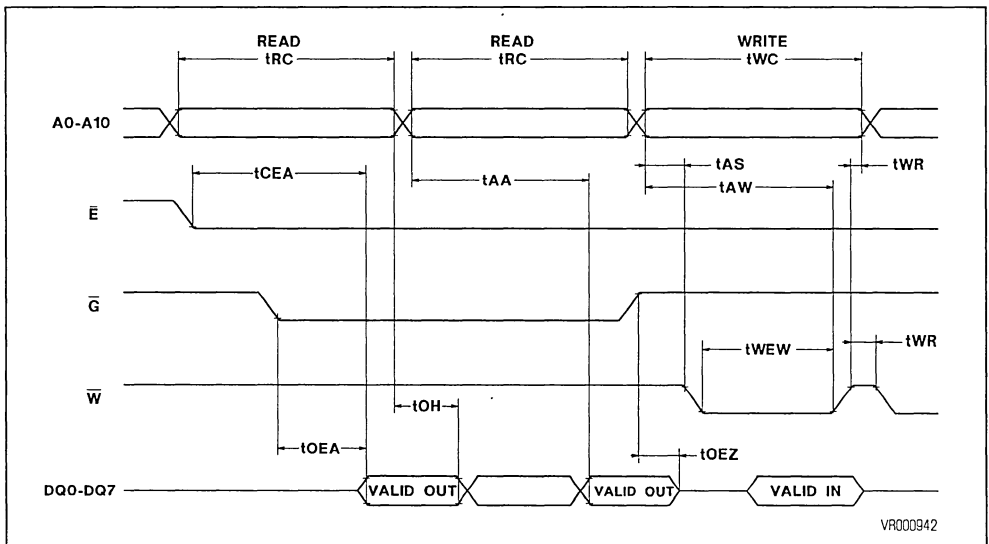 READ READ WRITE
tRC tRC tWC
A0-A10
tAS tWR
tCEA tAA tAW
Ē
G̅
tWEW tWR
W̅
tOH
tOEA tOEZ
DQ0-DQ7 VALID OUT VALID OUT VALID IN
VR000942